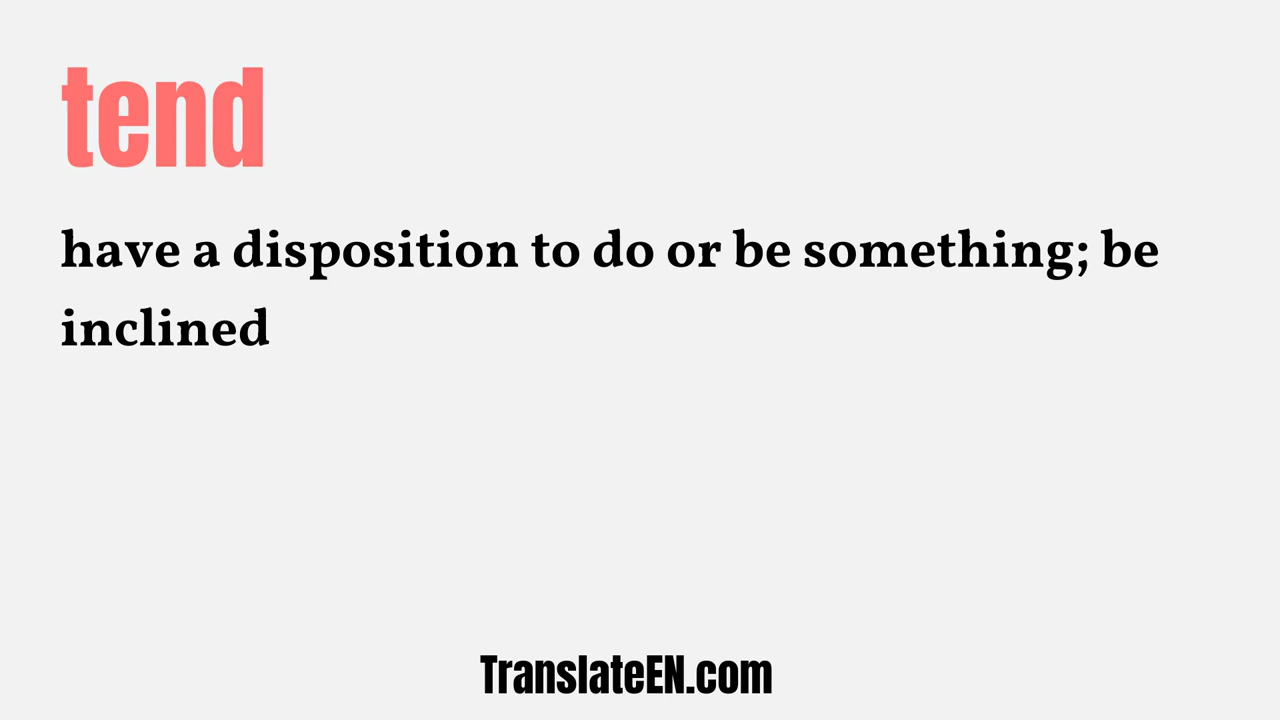 tend
have a disposition to do or be something; be
inclined
TranslateEN.com